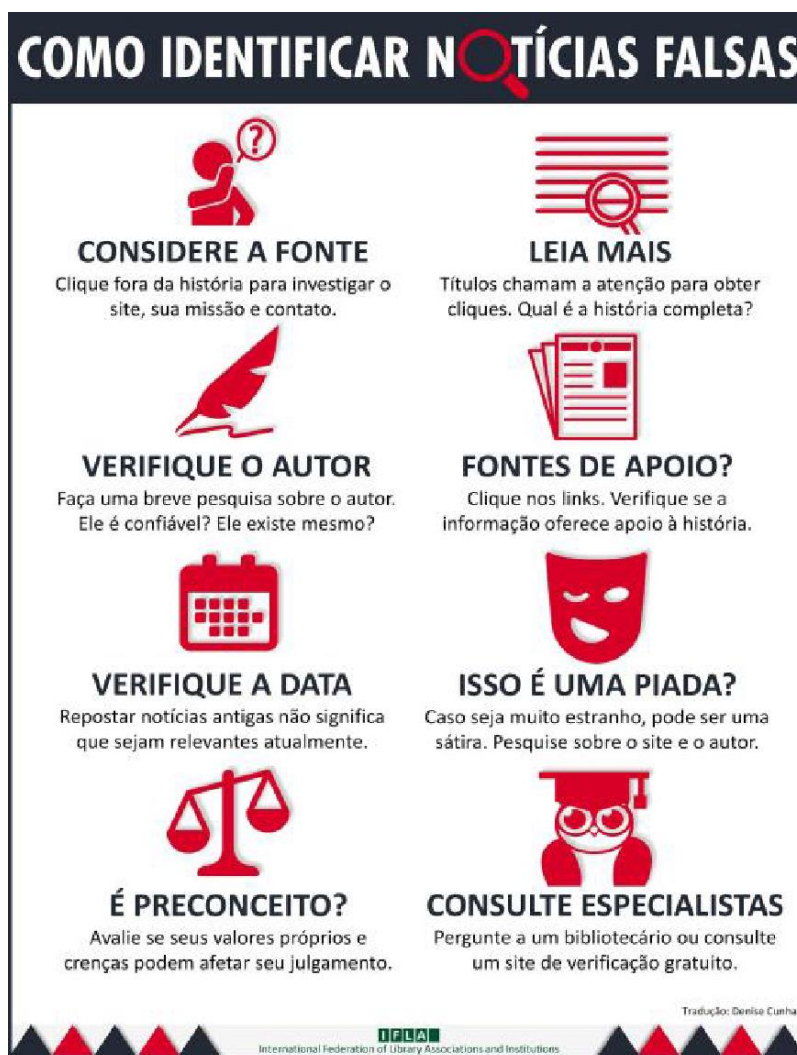 COMO IDENTIFICAR NOTÍCIAS FALSAS
?
CONSIDERE A FONTE
Clique fora da história para investigar o
site, sua missão e contato.
LEIA MAIS
Títulos chamam a atenção para obter
cliques. Qual é a história completa?
VERIFIQUE O AUTOR
Faça uma breve pesquisa sobre o autor.
Ele é confiável? Ele existe mesmo?
FONTES DE APOIO?
Clique nos links. Verifique se a
informação oferece apoio à história.
VERIFIQUE A DATA
Repostar notícias antigas não significa
que sejam relevantes atualmente.
ISSO É UMA PIADA?
Caso seja muito estranho, pode ser uma
sátira. Pesquise sobre o site e o autor.
É PRECONCEITO?
Avalie se seus valores próprios e
crenças podem afetar seu julgamento.
CONSULTE ESPECIALISTAS
Pergunte a um bibliotecário ou consulte
um site de verificação gratuito.
Tradução: Denise Cunha
IFLA
International Federation of Library Associations and Institutions